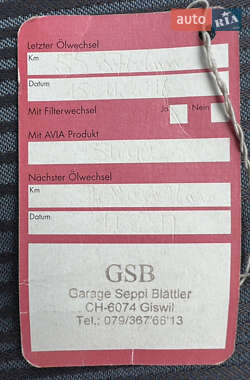 auto RIA
Letzter Ölwechsel
Km
Datum
Mit Filterwechsel Ja Nein
Mit AVIA Produkt
Nächster Ölwechsel
Km
Datum
GSB
Garage Seppi Blättler
CH-6074 Giswil
Tel.: 079/367'66'13